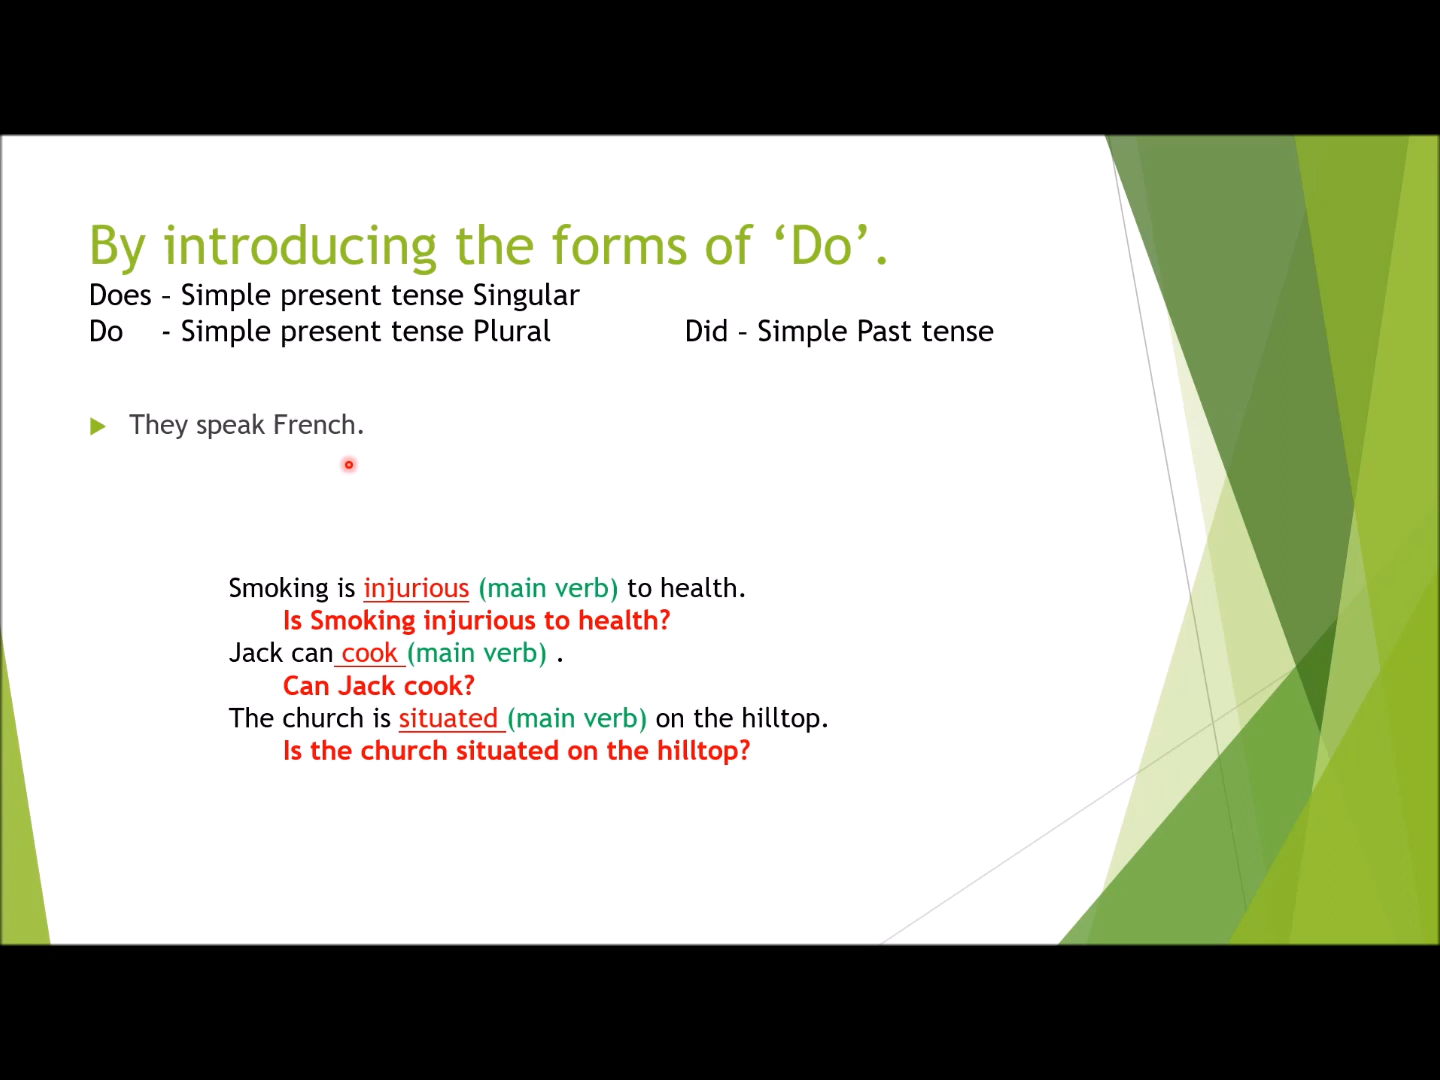 By introducing the forms of ‘Do’.
Does – Simple present tense Singular
Do - Simple present tense Plural Did – Simple Past tense
They speak French.
Smoking is injurious (main verb) to health.
Is Smoking injurious to health?
Jack can cook (main verb) .
Can Jack cook?
The church is situated (main verb) on the hilltop.
Is the church situated on the hilltop?